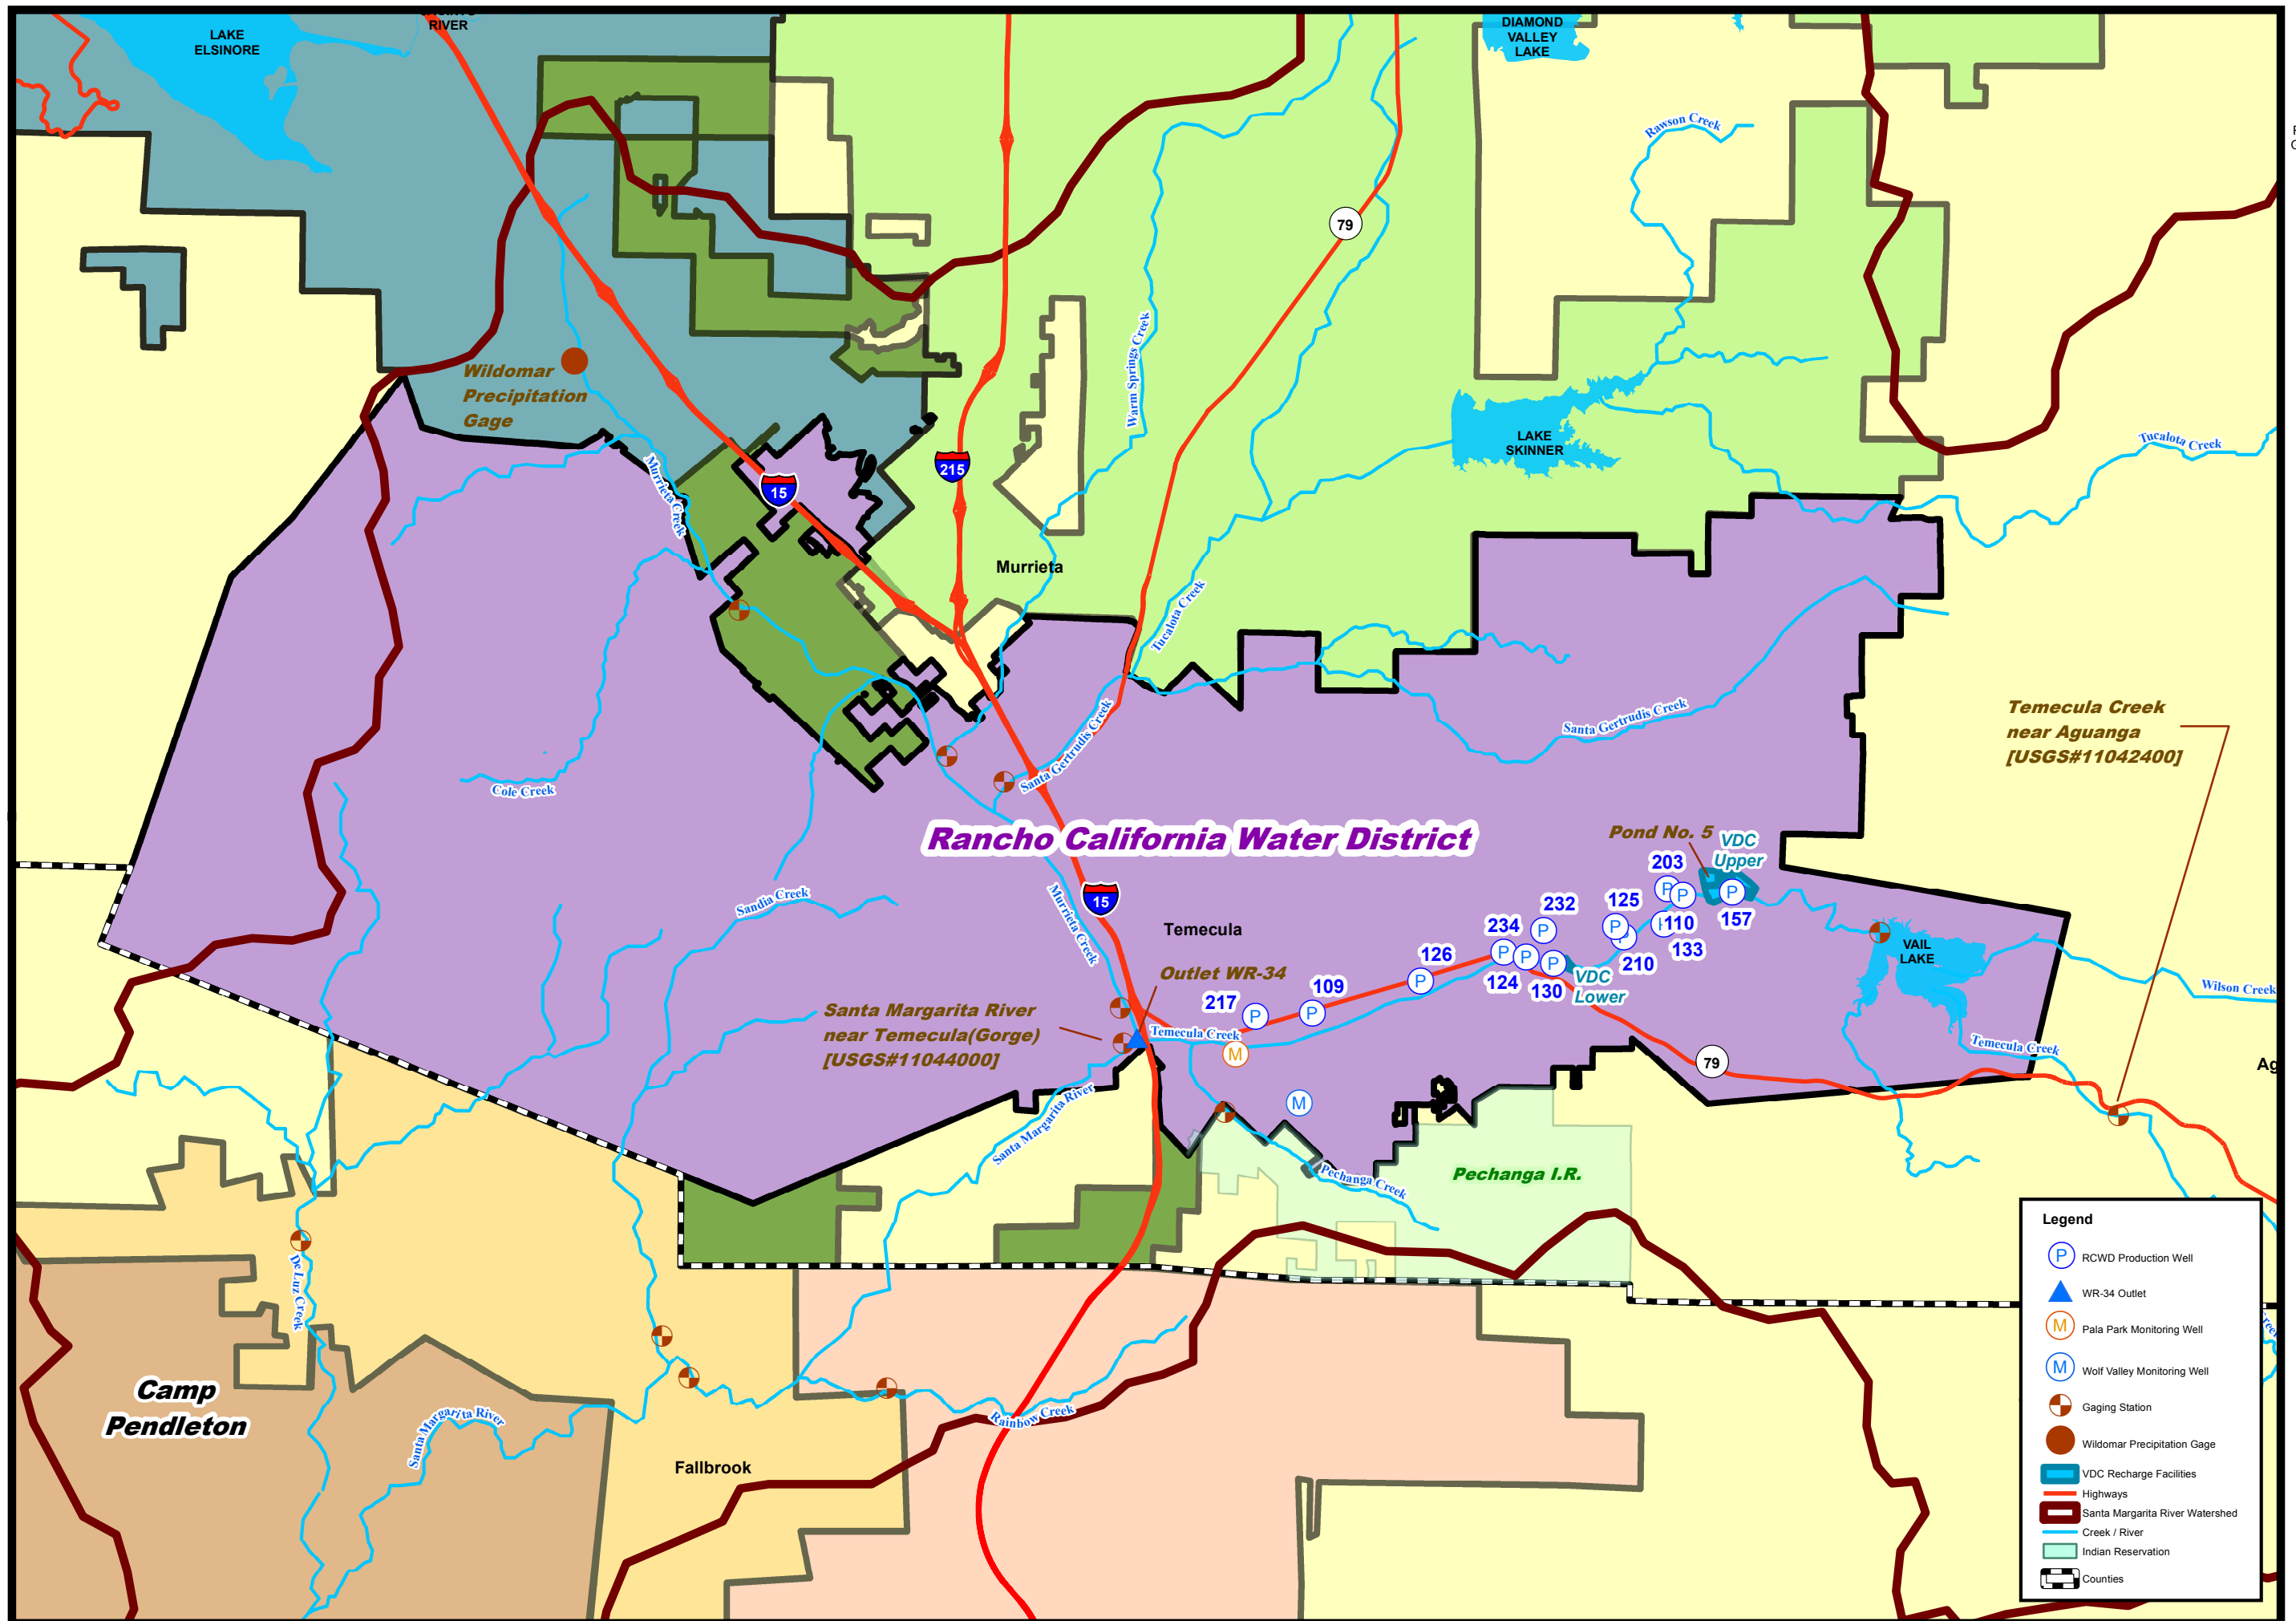 RIVER
LAKE
ELSINORE
DIAMOND
VALLEY
LAKE
Rawson Creek
79
Wildomar
Precipitation
Gage
Warm Springs Creek
LAKE
SKINNER
Tucalota Creek
215
15
Murrieta Creek
Murrieta
Tucalota Creek
Santa Gertrudis Creek
Santa Gertrudis Creek
Temecula Creek
near Aguanga
[USGS#11042400]
Cole Creek
Rancho California Water District
Pond No. 5
VDC
Upper
203
P
P
P
157
110
133
125
P
P
210
232
P
234
P
P
P
124
130
VDC
Lower
126
P
109
P
217
P
15
Sandia Creek
Murrieta Creek
Temecula
VAIL
LAKE
Wilson Creek
Outlet WR-34
Santa Margarita River
near Temecula(Gorge)
[USGS#11044000]
Temecula Creek
M
M
79
Temecula Creek
Ag
Santa Margarita River
Pechanga Creek
Pechanga I.R.
De Luz Creek
Camp
Pendleton
Santa Margarita River
Rainbow Creek
Fallbrook
Legend
P RCWD Production Well
WR-34 Outlet
M Pala Park Monitoring Well
M Wolf Valley Monitoring Well
Gaging Station
Wildomar Precipitation Gage
VDC Recharge Facilities
Highways
Santa Margarita River Watershed
Creek / River
Indian Reservation
Counties